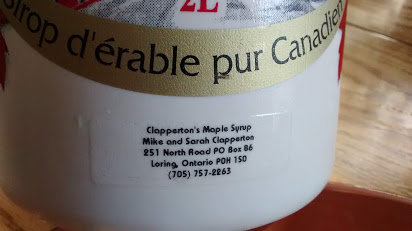 2L
Sirop d'érable pur Canadien
Clapperton's Maple Syrup
Mike and Sarah Clapperton
251 North Road PO Box 86
Loring, Ontario P0H 1S0
(705) 757-2263